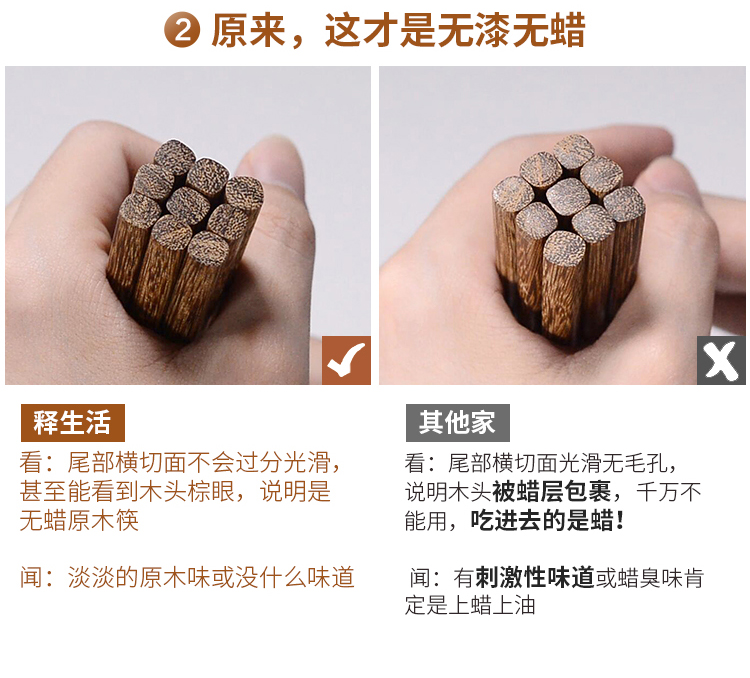 2 原来，这才是无漆无蜡
释生活
看：尾部横切面不会过分光滑，
甚至能看到木头棕眼，说明是
无蜡原木筷
闻：淡淡的原木味或没什么味道
其他家
看：尾部横切面光滑无毛孔，
说明木头被蜡层包裹，千万不
能用，吃进去的是蜡！
闻：有刺激性味道或蜡臭味肯
定是上蜡上油